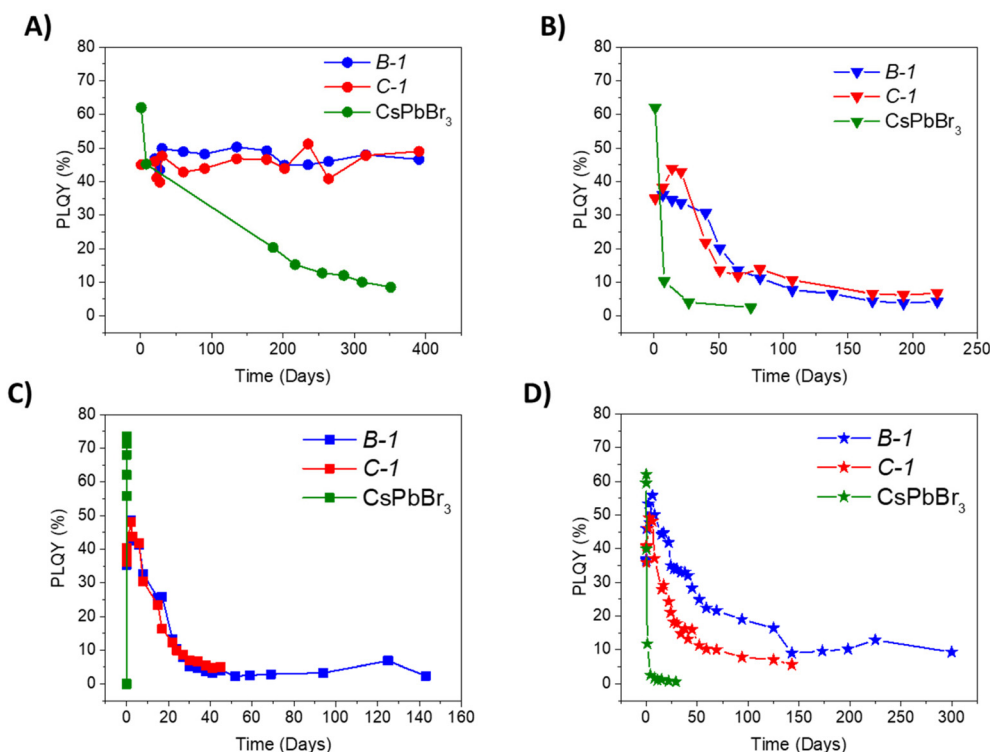 A)
80
70
60
50
40
30
20
10
0
PLQY (%)
B-1
C-1
CsPbBr₃
0 100 200 300 400
Time (Days)
B)
80
70
60
50
40
30
20
10
0
PLQY (%)
B-1
C-1
CsPbBr₃
0 50 100 150 200 250
Time (Days)
C)
80
70
60
50
40
30
20
10
0
PLQY (%)
B-1
C-1
CsPbBr₃
0 20 40 60 80 100 120 140 160
Time (Days)
D)
80
70
60
50
40
30
20
10
0
PLQY (%)
B-1
C-1
CsPbBr₃
0 50 100 150 200 250 300
Time (Days)